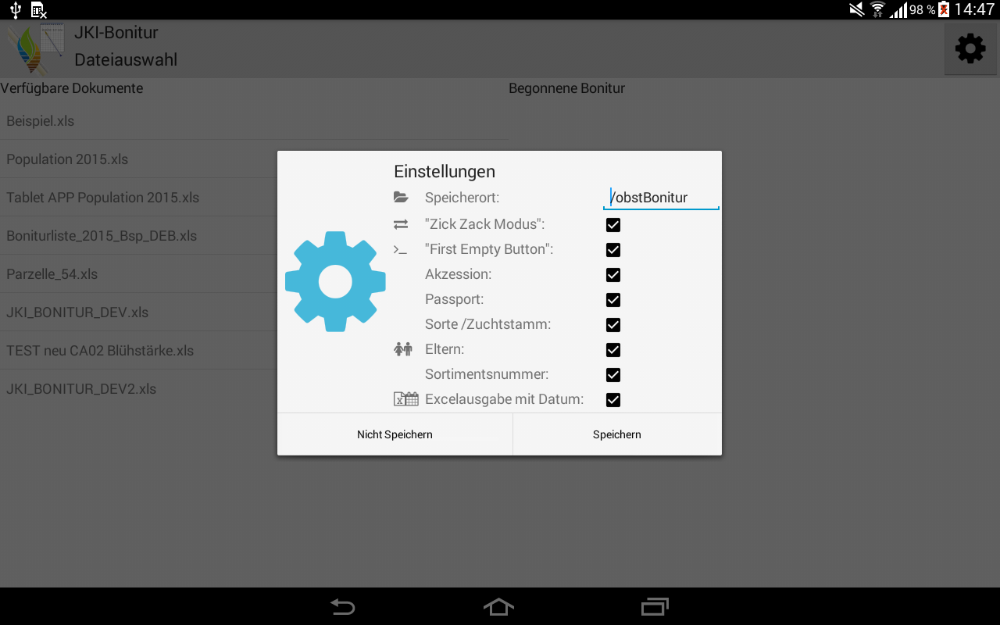 98 % 14:47
JKI-Bonitur
Dateiauswahl
Verfügbare Dokumente
Begonnene Bonitur
Beispiel.xls
Population 2015.xls
Tablet APP Population 2015.xls
Boniturliste_2015_Bsp_DEB.xls
Parzelle_54.xls
JKI_BONITUR_DEV.xls
TEST neu CA02 Blühstärke.xls
JKI_BONITUR_DEV2.xls
Einstellungen
Speicherort: /obstBonitur
"Zick Zack Modus":
"First Empty Button":
Akzession:
Passport:
Sorte /Zuchtstamm:
Eltern:
Sortimentsnummer:
Excelausgabe mit Datum:
Nicht Speichern
Speichern